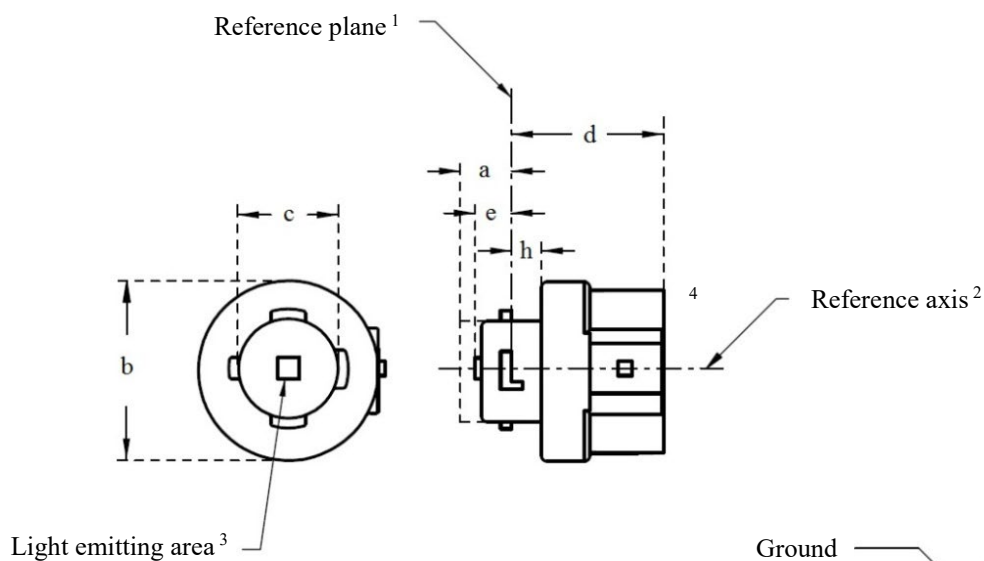 Reference plane 1
d
a
c
e
h
4
Reference axis 2
b
Light emitting area 3
Ground